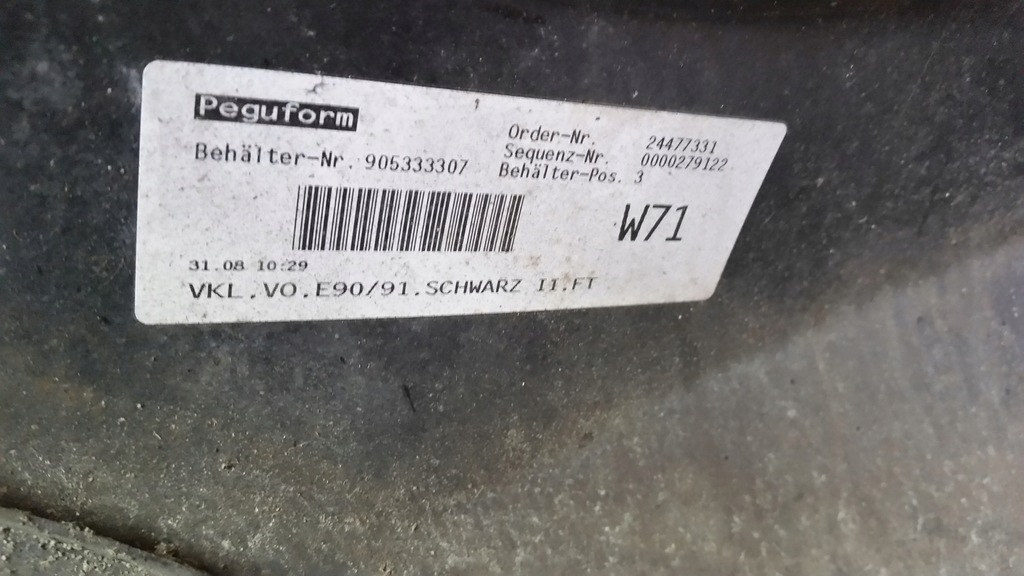 Peguform
Order-Nr. 24477331
Sequenz-Nr. 0000279122
Behälter-Nr. 905333307
Behälter-Pos. 3
W71
31.08 10:29
VKL.VO.E90/91.SCHWARZ II.FT